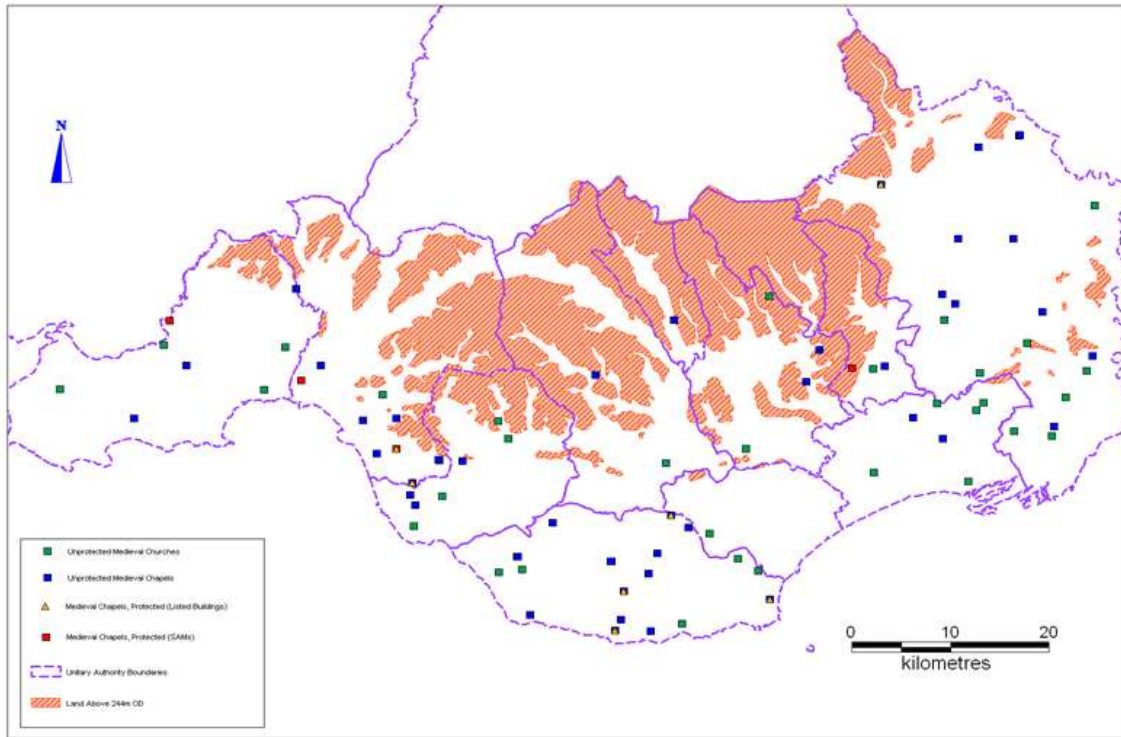 N
Unprotected Medieval Churches
Unprotected Medieval Chapels
Medieval Chapels, Protected (Listed Buildings)
Medieval Chapels, Protected (SAMs)
Unitary Authority Boundaries
Land Above 244m OD
0 10 20
kilometres